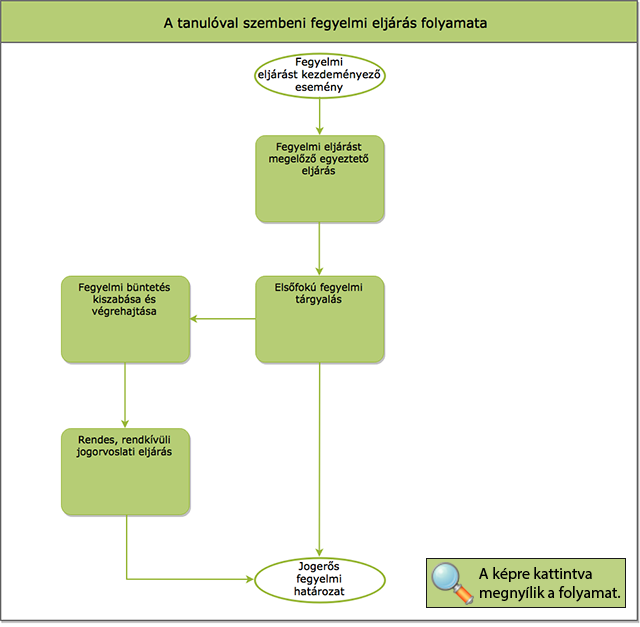 A tanulóval szembeni fegyelmi eljárás folyamata
Fegyelmi
eljárást kezdeményező
esemény
Fegyelmi eljárást
megelőző egyeztető
eljárás
Fegyelmi büntetés
kiszabása és
végrehajtása
Elsőfokú fegyelmi
tárgyalás
Rendes, rendkívüli
jogorvoslati eljárás
Jogerős
fegyelmi
határozat
A képre kattintva
megnyílik a folyamat.